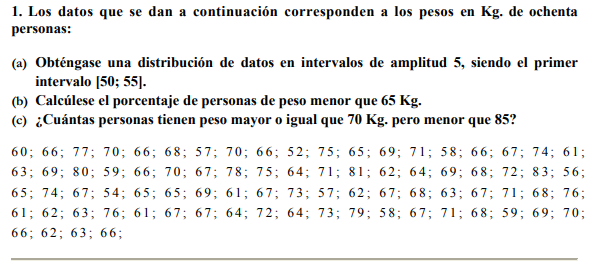 1. Los datos que se dan a continuación corresponden a los pesos en Kg. de ochenta
personas:
(a) Obténgase una distribución de datos en intervalos de amplitud 5, siendo el primer
intervalo [50; 55].
(b) Calcúlese el porcentaje de personas de peso menor que 65 Kg.
(c) ¿Cuántas personas tienen peso mayor o igual que 70 Kg. pero menor que 85?
60; 66; 77; 70; 66; 68; 57; 70; 66; 52; 75; 65; 69; 71; 58; 66; 67; 74; 61;
63; 69; 80; 59; 66; 70; 67; 78; 75; 64; 71; 81; 62; 64; 69; 68; 72; 83; 56;
65; 74; 67; 54; 65; 65; 69; 61; 67; 73; 57; 62; 67; 68; 63; 67; 71; 68; 76;
61; 62; 63; 76; 61; 67; 67; 64; 72; 64; 73; 79; 58; 67; 71; 68; 59; 69; 70;
66; 62; 63; 66;